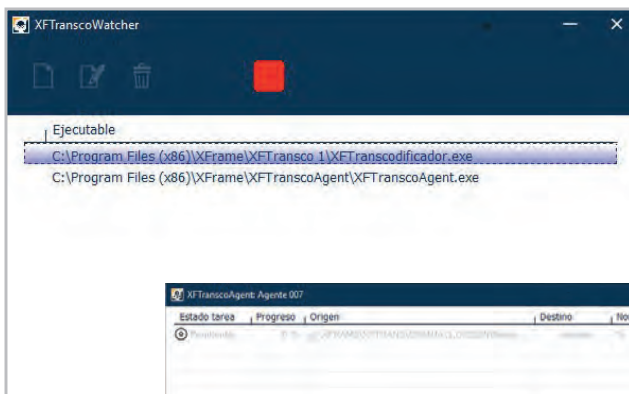 XFTranscoWatcher
Ejecutable
C:\Program Files (x86)\XFrame\XFTransco 1\XFTranscodificador.exe
C:\Program Files (x86)\XFrame\XFTranscoAgent\XFTranscoAgent.exe
XFTranscoAgent: Agente 007
Estado tarea Progreso Origen Destino